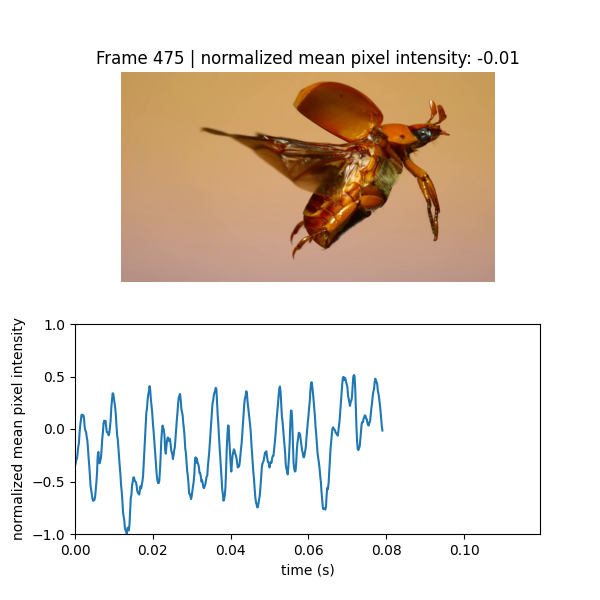 Frame 475 | normalized mean pixel intensity: -0.01
normalized mean pixel intensity
1.0
0.5
0.0
−0.5
−1.0
0.00 0.02 0.04 0.06 0.08 0.10
time (s)